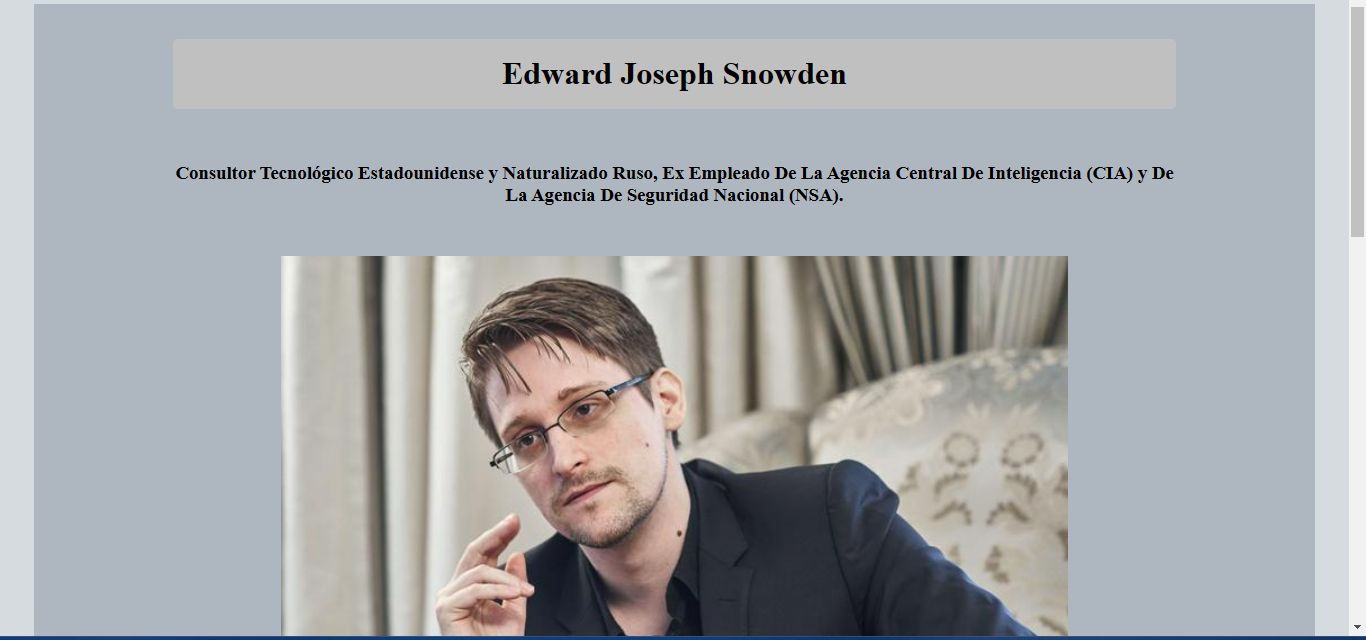 Edward Joseph Snowden
Consultor Tecnológico Estadounidense y Naturalizado Ruso, Ex Empleado De La Agencia Central De Inteligencia (CIA) y De
La Agencia De Seguridad Nacional (NSA).